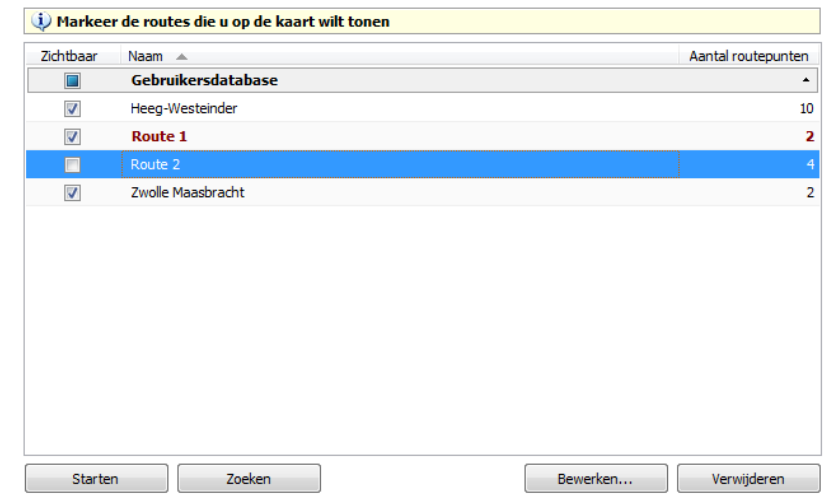 Markeer de routes die u op de kaart wilt tonen
Zichtbaar Naam Aantal routepunten
Gebruikersdatabase
Heeg-Westeinder 10
Route 1 2
Route 2 4
Zwolle Maasbracht 2
Starten Zoeken Bewerken... Verwijderen